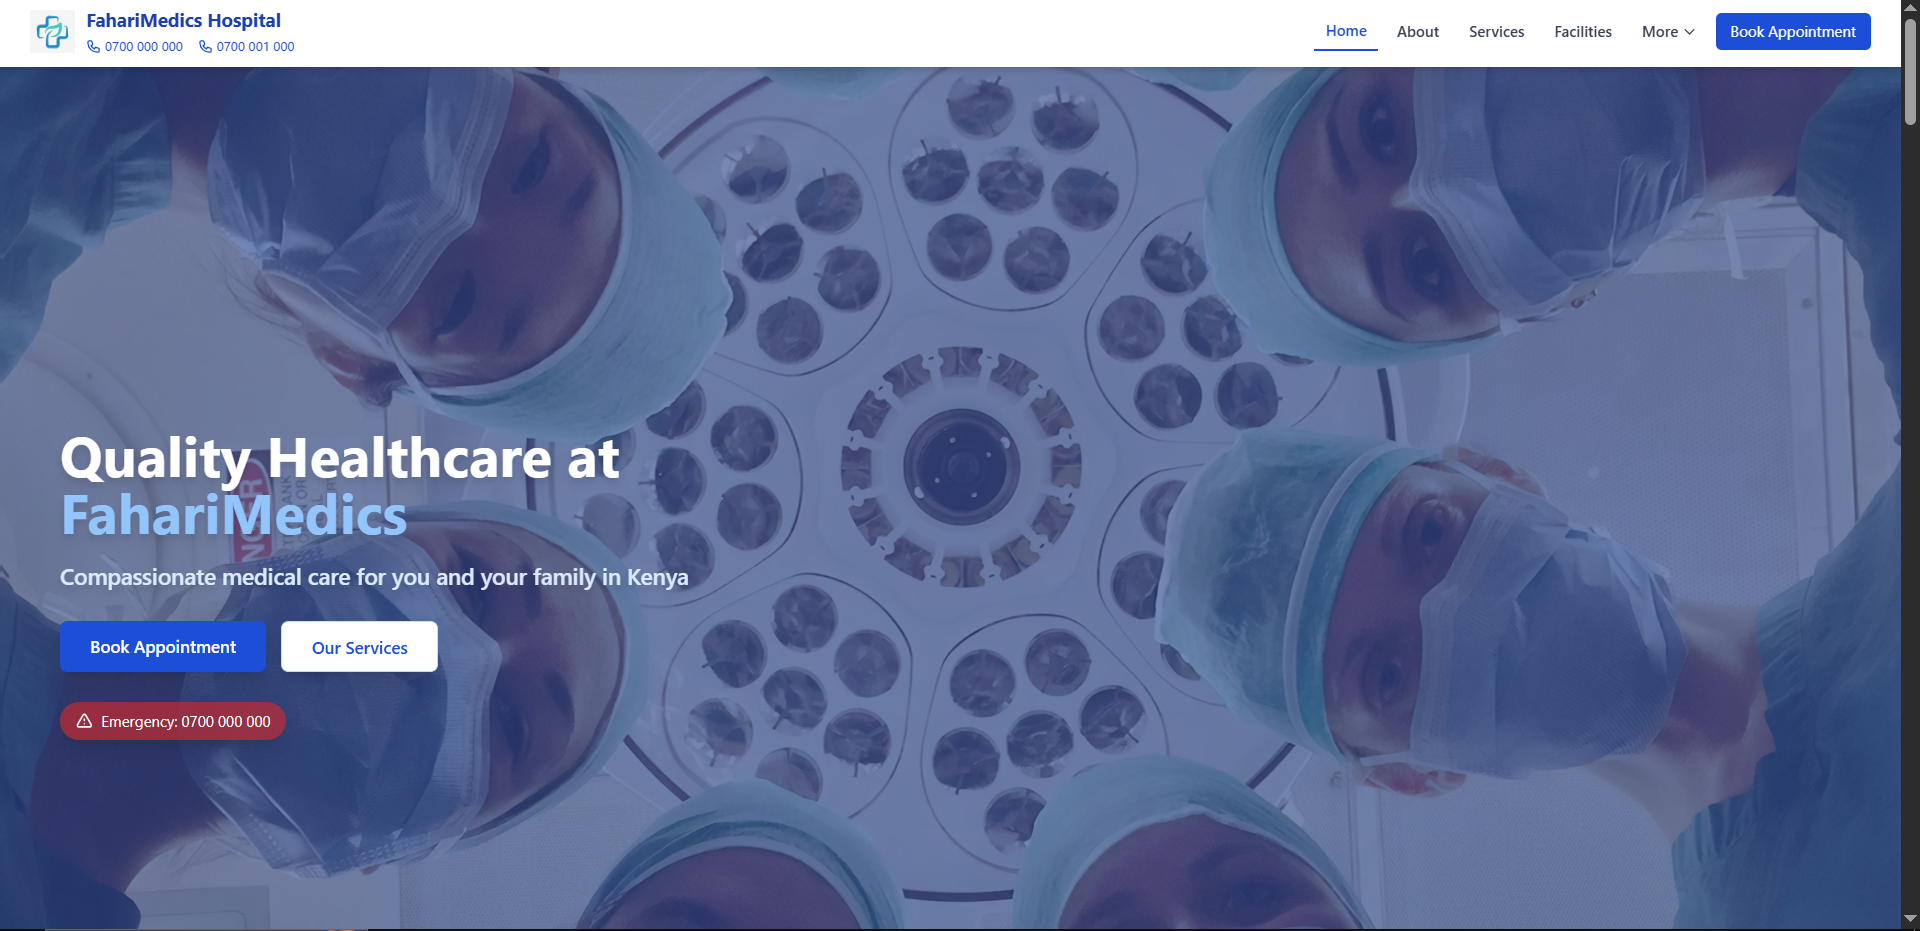 FahariMedics Hospital
0700 000 000 0700 001 000
Home About Services Facilities More Book Appointment
Quality Healthcare at
FahariMedics
Compassionate medical care for you and your family in Kenya
Book Appointment Our Services
Emergency: 0700 000 000